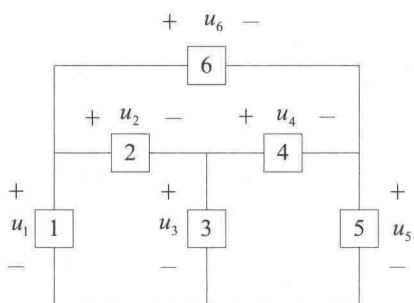 + u₆ −
6
+ u₂ − + u₄ −
2 4
+ + +
u₁ 1 u₃ 3 5 u₅
− − −